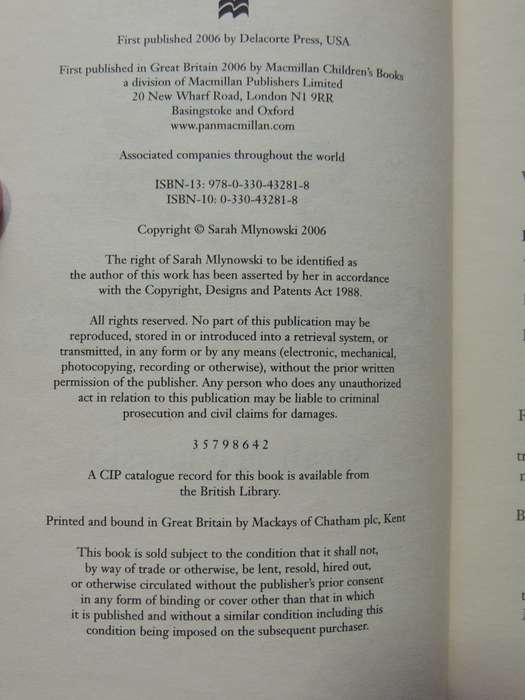 First published 2006 by Delacorte Press, USA
First published in Great Britain 2006 by Macmillan Children's Books
a division of Macmillan Publishers Limited
20 New Wharf Road, London N1 9RR
Basingstoke and Oxford
www.panmacmillan.com
Associated companies throughout the world
ISBN-13: 978-0-330-43281-8
ISBN-10: 0-330-43281-8
Copyright © Sarah Mlynowski 2006
The right of Sarah Mlynowski to be identified as
the author of this work has been asserted by her in accordance
with the Copyright, Designs and Patents Act 1988.
All rights reserved. No part of this publication may be
reproduced, stored in or introduced into a retrieval system, or
transmitted, in any form or by any means (electronic, mechanical,
photocopying, recording or otherwise), without the prior written
permission of the publisher. Any person who does any unauthorized
act in relation to this publication may be liable to criminal
prosecution and civil claims for damages.
3 5 7 9 8 6 4 2
A CIP catalogue record for this book is available from
the British Library.
Printed and bound in Great Britain by Mackays of Chatham plc, Kent
This book is sold subject to the condition that it shall not,
by way of trade or otherwise, be lent, resold, hired out,
or otherwise circulated without the publisher's prior consent
in any form of binding or cover other than that in which
it is published and without a similar condition including this
condition being imposed on the subsequent purchaser.